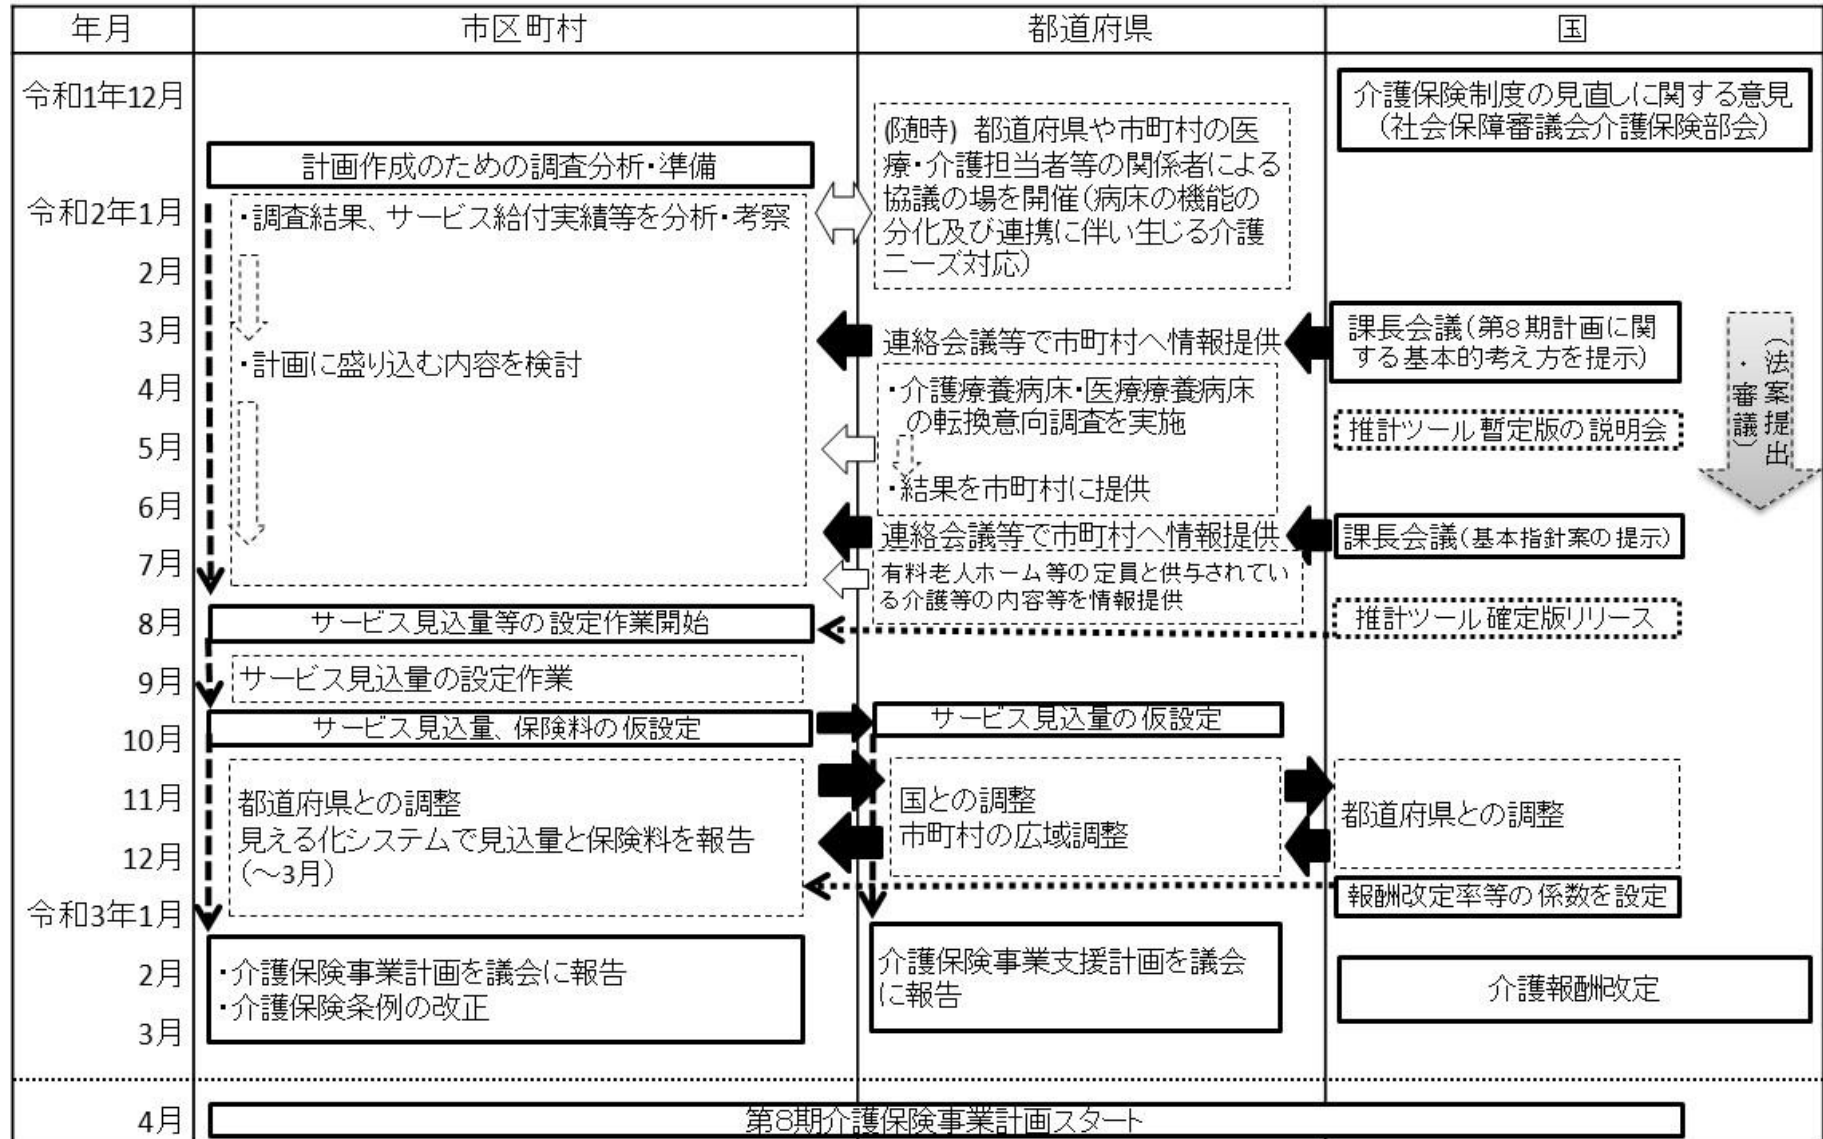 年月
市区町村
都道府県
国
令和1年12月
介護保険制度の見直しに関する意見
（社会保障審議会介護保険部会）
(随時) 都道府県や市町村の医
療・介護担当者等の関係者による
協議の場を開催（病床の機能の
分化及び連携に伴い生じる介護
ニーズ対応）
計画作成のための調査分析・準備
令和2年1月
・調査結果、サービス給付実績等を分析・考察
2月
3月
連絡会議等で市町村へ情報提供
課長会議（第8期計画に関
する基本的考え方を提示）
（法案提出
・審議）
・計画に盛り込む内容を検討
4月
・介護療養病床・医療療養病床
の転換意向調査を実施
推計ツール暫定版の説明会
5月
・結果を市町村に提供
6月
連絡会議等で市町村へ情報提供
課長会議（基本指針案の提示）
7月
有料老人ホーム等の定員と供与されてい
る介護等の内容等を情報提供
8月
サービス見込量等の設定作業開始
推計ツール確定版リリース
9月
サービス見込量の設定作業
10月
サービス見込量、保険料の仮設定
サービス見込量の仮設定
11月
都道府県との調整
見える化システムで見込量と保険料を報告
（～3月）
国との調整
市町村の広域調整
都道府県との調整
12月
報酬改定率等の係数を設定
令和3年1月
2月
・介護保険事業計画を議会に報告
・介護保険条例の改正
介護保険事業支援計画を議会
に報告
介護報酬改定
3月
4月
第8期介護保険事業計画スタート